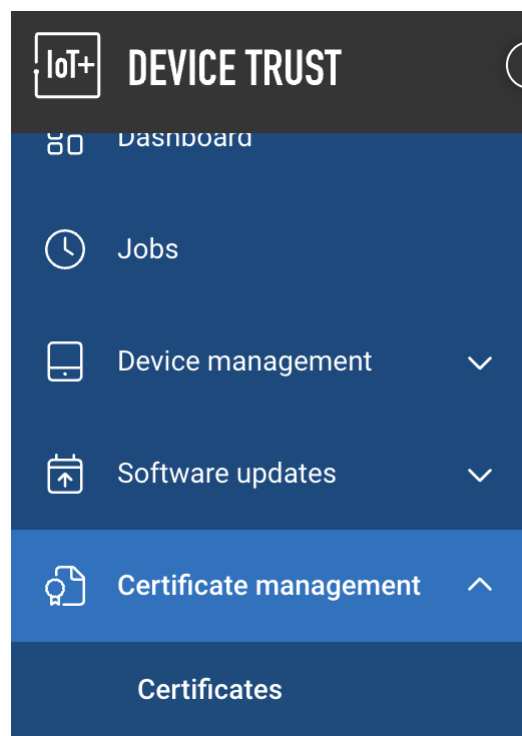 IoT+ DEVICE TRUST
Dashboard
Jobs
Device management
Software updates
Certificate management
Certificates